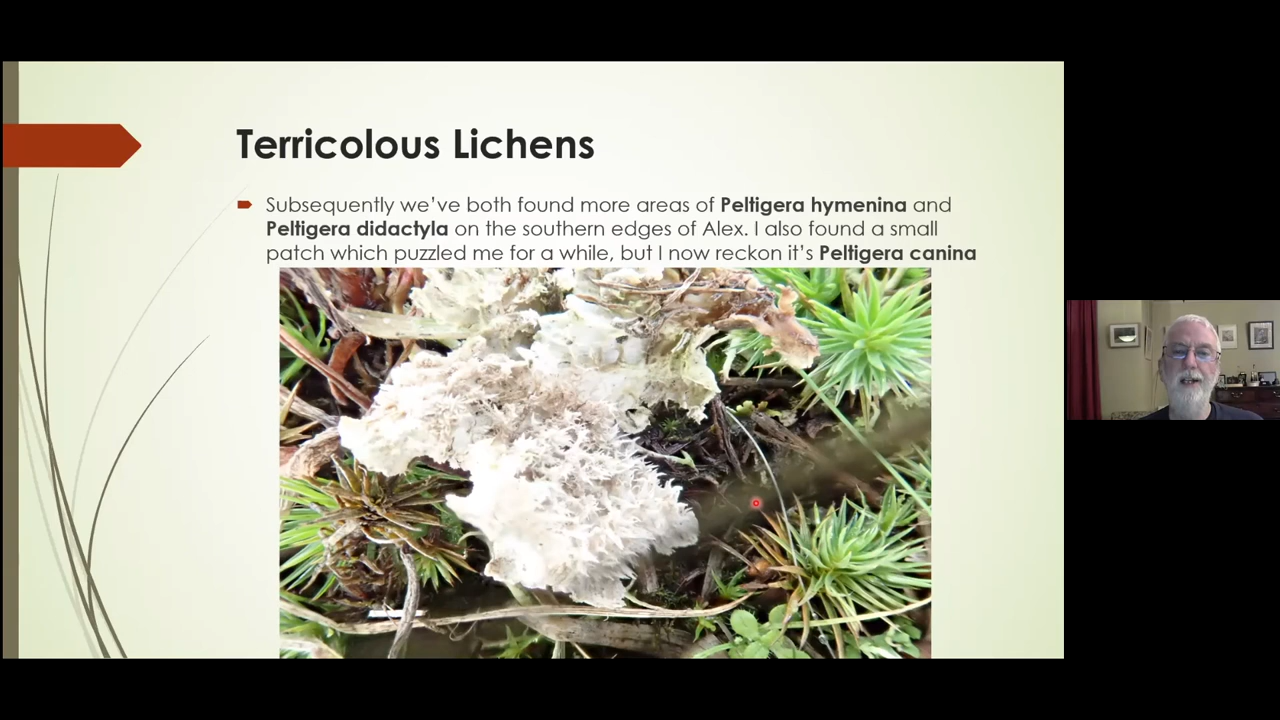 Terricolous Lichens
Subsequently we've both found more areas of Peltigera hymenina and
Peltigera didactyla on the southern edges of Alex. I also found a small
patch which puzzled me for a while, but I now reckon it's Peltigera canina